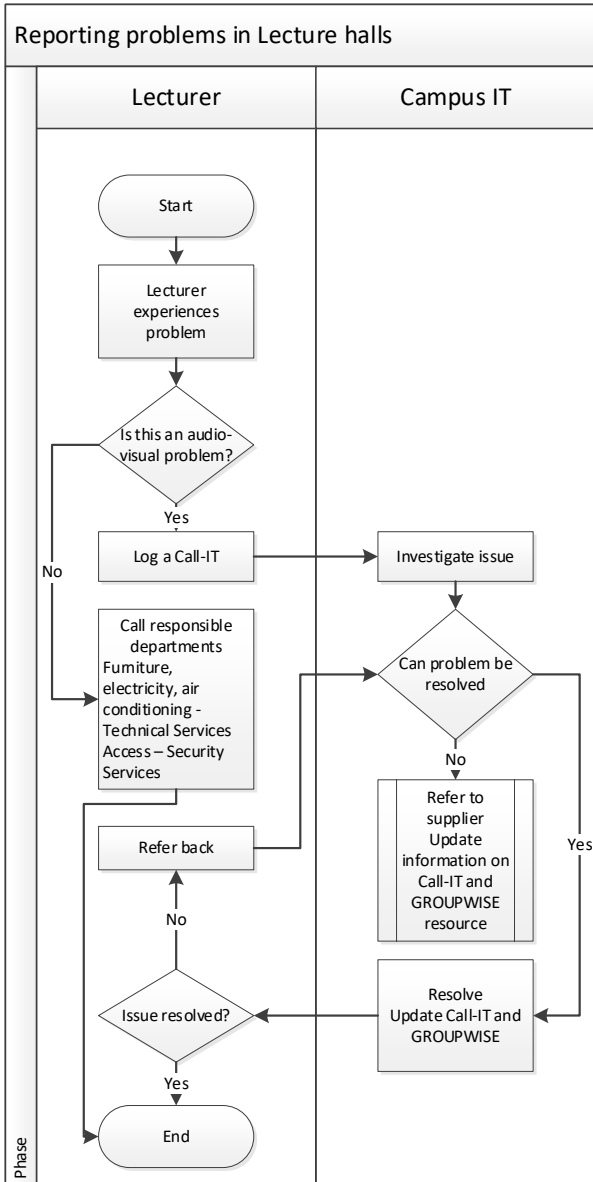 Reporting problems in Lecture halls
Lecturer
Campus IT
Start
Lecturer
experiences
problem
Is this an audio-
visual problem?
Yes
No
Log a Call-IT
Investigate issue
Call responsible
departments
Furniture,
electricity, air
conditioning -
Technical Services
Access – Security
Services
Can problem be
resolved
No
Yes
Refer to
supplier
Update
information on
Call-IT and
GROUPWISE
resource
Refer back
No
Resolve
Update Call-IT and
GROUPWISE
Issue resolved?
Yes
End
Phase